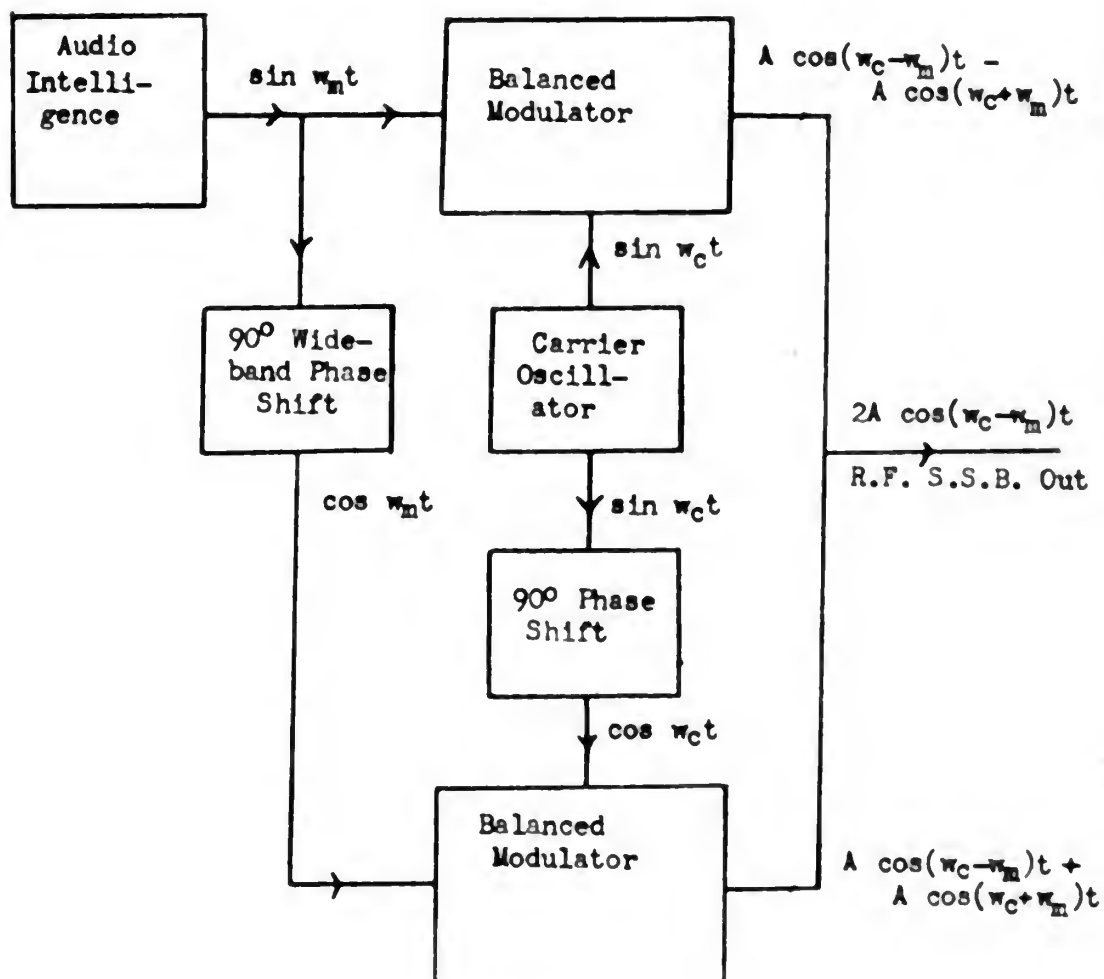 Audio
Intelli-
gence
sin wmt
Balanced
Modulator
A cos(wc-wm)t -
A cos(wc+wm)t
sin wct
90° Wide-
band Phase
Shift
Carrier
Oscill-
ator
2A cos(wc-wm)t
R.F. S.S.B. Out
cos wmt
sin wct
90° Phase
Shift
cos wct
Balanced
Modulator
A cos(wc-wm)t +
A cos(wc+wm)t